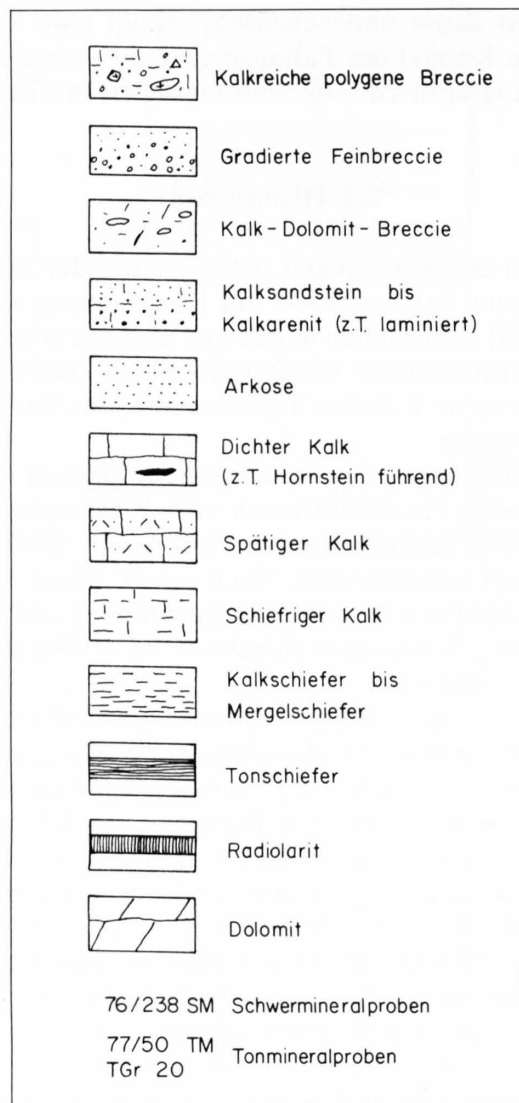 Kalkreiche polygene Breccie
Gradierte Feinbreccie
Kalk-Dolomit-Breccie
Kalksandstein bis
Kalkarenit (z.T. laminiert)
Arkose
Dichter Kalk
(z.T. Hornstein führend)
Spätiger Kalk
Schiefriger Kalk
Kalkschiefer bis
Mergelschiefer
Tonschiefer
Radiolarit
Dolomit
76/238 SM Schwermineralproben
77/50 TM
TGr 20 Tonmineralproben